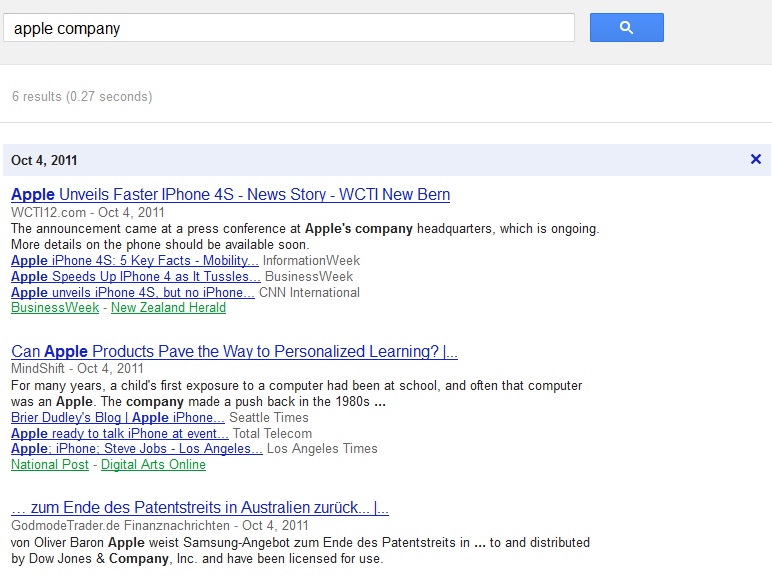 apple company
6 results (0.27 seconds)
Oct 4, 2011
Apple Unveils Faster IPhone 4S - News Story - WCTI New Bern
WCTI12.com - Oct 4, 2011
The announcement came at a press conference at Apple's company headquarters, which is ongoing.
More details on the phone should be available soon.
Apple iPhone 4S: 5 Key Facts - Mobility... InformationWeek
Apple Speeds Up IPhone 4 as It Tussles... BusinessWeek
Apple unveils iPhone 4S, but no iPhone... CNN International
BusinessWeek - New Zealand Herald
Can Apple Products Pave the Way to Personalized Learning? |...
MindShift - Oct 4, 2011
For many years, a child's first exposure to a computer had been at school, and often that computer
was an Apple. The company made a push back in the 1980s ...
Brier Dudley's Blog | Apple iPhone... Seattle Times
Apple ready to talk iPhone at event... Total Telecom
Apple; iPhone; Steve Jobs - Los Angeles... Los Angeles Times
National Post - Digital Arts Online
… zum Ende des Patentstreits in Australien zurück... |...
GodmodeTrader.de Finanznachrichten - Oct 4, 2011
von Oliver Baron Apple weist Samsung-Angebot zum Ende des Patentstreits in ... to and distributed
by Dow Jones & Company, Inc. and have been licensed for use.